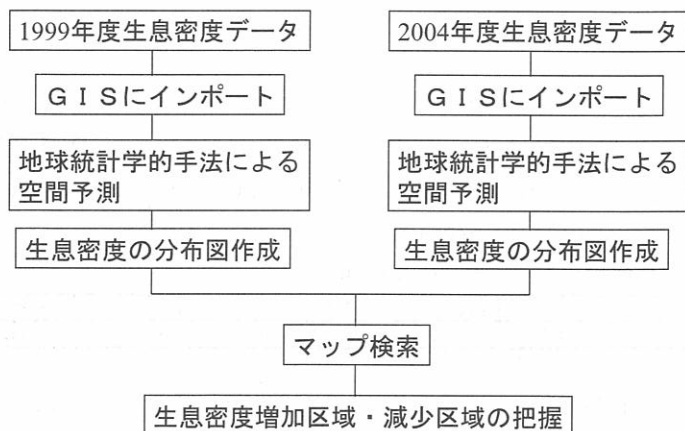 1999年度生息密度データ
GISにインポート
地球統計学的手法による
空間予測
生息密度の分布図作成
2004年度生息密度データ
GISにインポート
地球統計学的手法による
空間予測
生息密度の分布図作成
マップ検索
生息密度増加区域・減少区域の把握